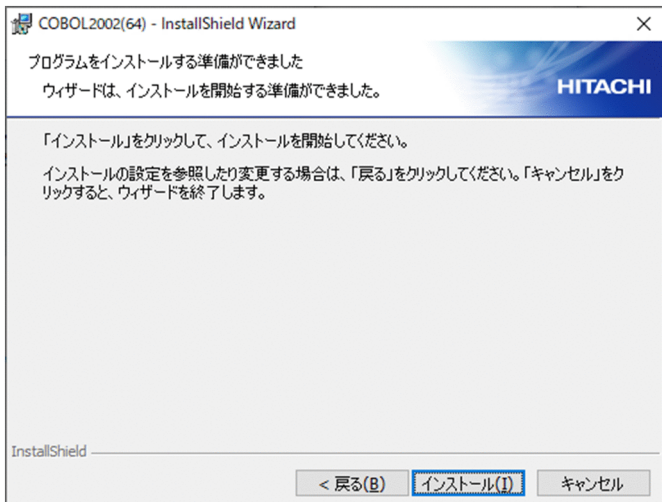 COBOL2002(64) - InstallShield Wizard
プログラムをインストールする準備ができました
ウィザードは、インストールを開始する準備ができました。
HITACHI
「インストール」をクリックして、インストールを開始してください。
インストールの設定を参照したり変更する場合は、「戻る」をクリックしてください。「キャンセル」をク
リックすると、ウィザードを終了します。
InstallShield
< 戻る(B)
インストール(I)
キャンセル